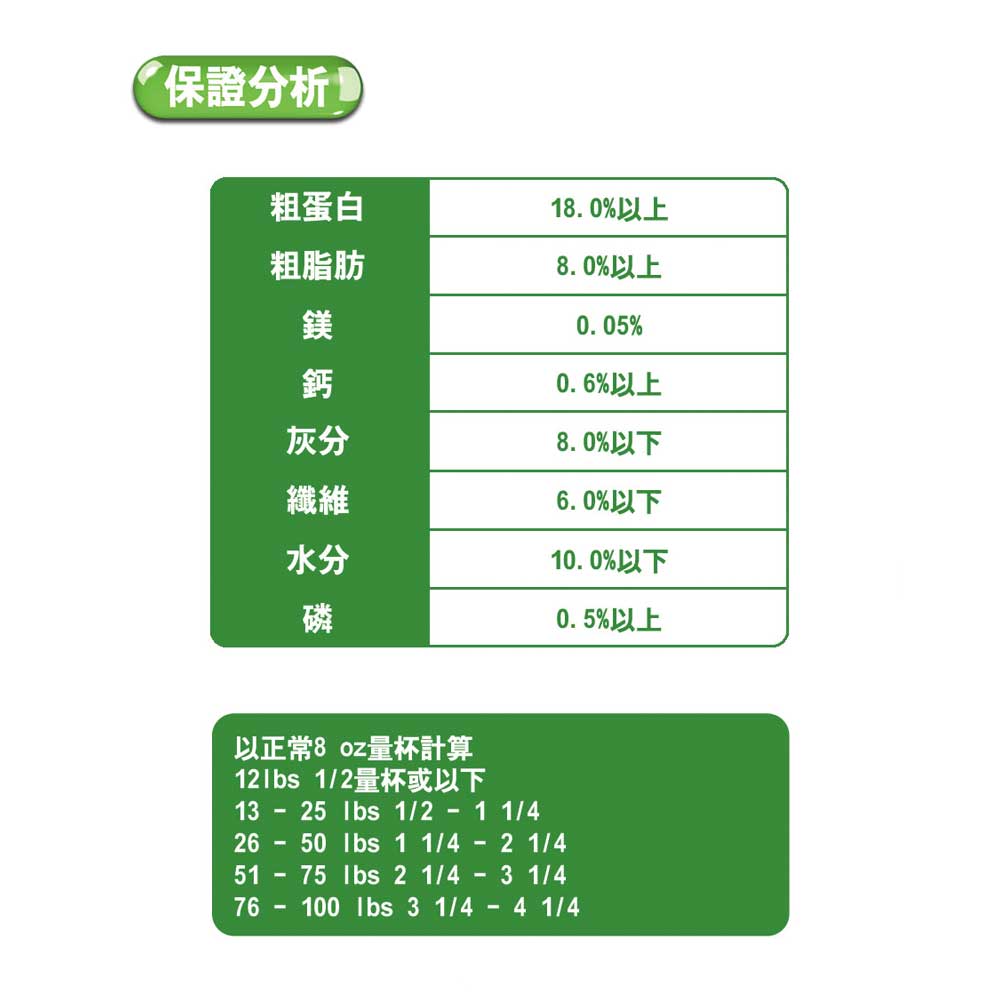 保證分析
粗蛋白 18.0%以上
粗脂肪 8.0%以上
鎂 0.05%
鈣 0.6%以上
灰分 8.0%以下
纖維 6.0%以下
水分 10.0%以下
磷 0.5%以上
以正常8 oz量杯計算
12lbs 1/2量杯或以下
13 - 25 lbs 1/2 - 1 1/4
26 - 50 lbs 1 1/4 - 2 1/4
51 - 75 lbs 2 1/4 - 3 1/4
76 - 100 lbs 3 1/4 - 4 1/4